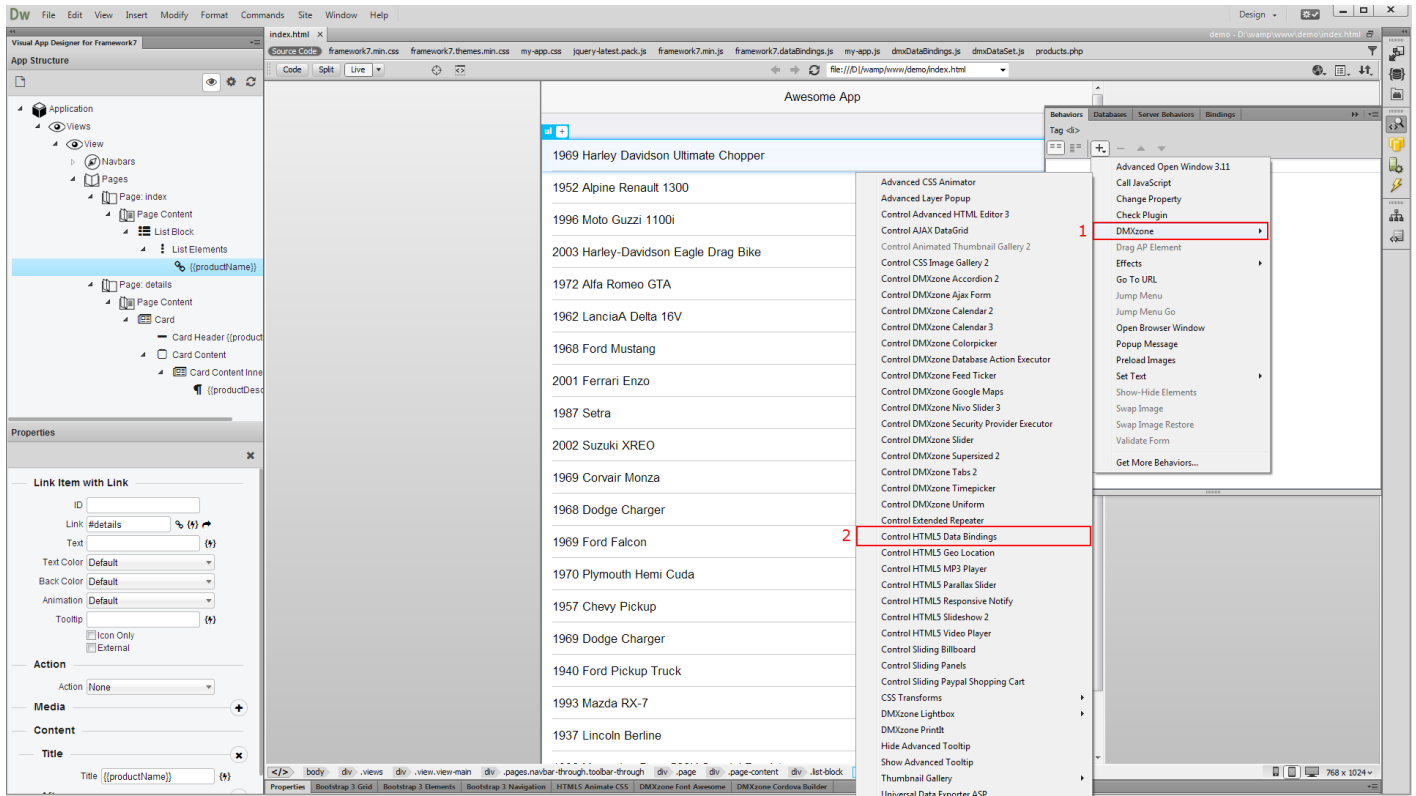 DW File Edit View Insert Modify Format Commands Site Window Help Design
Visual App Designer for Framework7
App Structure
Application
Views
View
Navbars
Pages
Page: index
Page Content
List Block
List Elements
{{productName}}
Page: details
Page Content
Card
Card Header {{product
Card Content
Card Content Inne
{{productDesc
Properties
Link Item with Link
ID
Link #details
Text
Text Color Default
Back Color Default
Animation Default
Tooltip
Icon Only
External
Action
Action None
Media
Content
Title
Title {{productName}}
index.html × demo - D:\wamp\www\demo\index.html
Source Code framework7.min.css framework7.themes.min.css my-app.css jquery-latest.pack.js framework7.min.js framework7.dataBindings.js my-app.js dmxDataBindings.js dmxDataSet.js products.php
Code Split Live file:///D|/wamp/www/demo/index.html
Awesome App
ul +
1969 Harley Davidson Ultimate Chopper
1952 Alpine Renault 1300
1996 Moto Guzzi 1100i
2003 Harley-Davidson Eagle Drag Bike
1972 Alfa Romeo GTA
1962 LanciaA Delta 16V
1968 Ford Mustang
2001 Ferrari Enzo
1987 Setra
2002 Suzuki XREO
1969 Corvair Monza
1968 Dodge Charger
1969 Ford Falcon
1970 Plymouth Hemi Cuda
1957 Chevy Pickup
1969 Dodge Charger
1940 Ford Pickup Truck
1993 Mazda RX-7
1937 Lincoln Berline
Advanced CSS Animator
Advanced Layer Popup
Control Advanced HTML Editor 3
Control AJAX DataGrid
Control Animated Thumbnail Gallery 2
Control CSS Image Gallery 2
Control DMXzone Accordion 2
Control DMXzone Ajax Form
Control DMXzone Calendar 2
Control DMXzone Calendar 3
Control DMXzone Colorpicker
Control DMXzone Database Action Executor
Control DMXzone Feed Ticker
Control DMXzone Google Maps
Control DMXzone Nivo Slider 3
Control DMXzone Security Provider Executor
Control DMXzone Slider
Control DMXzone Supersized 2
Control DMXzone Tabs 2
Control DMXzone Timepicker
Control DMXzone Uniform
Control Extended Repeater
2 Control HTML5 Data Bindings
Control HTML5 Geo Location
Control HTML5 MP3 Player
Control HTML5 Parallax Slider
Control HTML5 Responsive Notify
Control HTML5 Slideshow 2
Control HTML5 Video Player
Control Sliding Billboard
Control Sliding Panels
Control Sliding Paypal Shopping Cart
CSS Transforms
DMXzone Lightbox
DMXzone PrintIt
Hide Advanced Tooltip
Show Advanced Tooltip
Thumbnail Gallery
Universal Data Exporter ASP
Behaviors Databases Server Behaviors Bindings
Tag <li>
Advanced Open Window 3.11
Call JavaScript
Change Property
Check Plugin
1 DMXzone
Drag AP Element
Effects
Go To URL
Jump Menu
Jump Menu Go
Open Browser Window
Popup Message
Preload Images
Set Text
Show-Hide Elements
Swap Image
Swap Image Restore
Validate Form
Get More Behaviors...
</> body div .views div .view.view-main div .pages.navbar-through.toolbar-through div .page div .page-content div .list-block 768 x 1024
Properties Bootstrap 3 Grid Bootstrap 3 Elements Bootstrap 3 Navigation HTML5 Animate CSS DMXzone Font Awesome DMXzone Cordova Builder